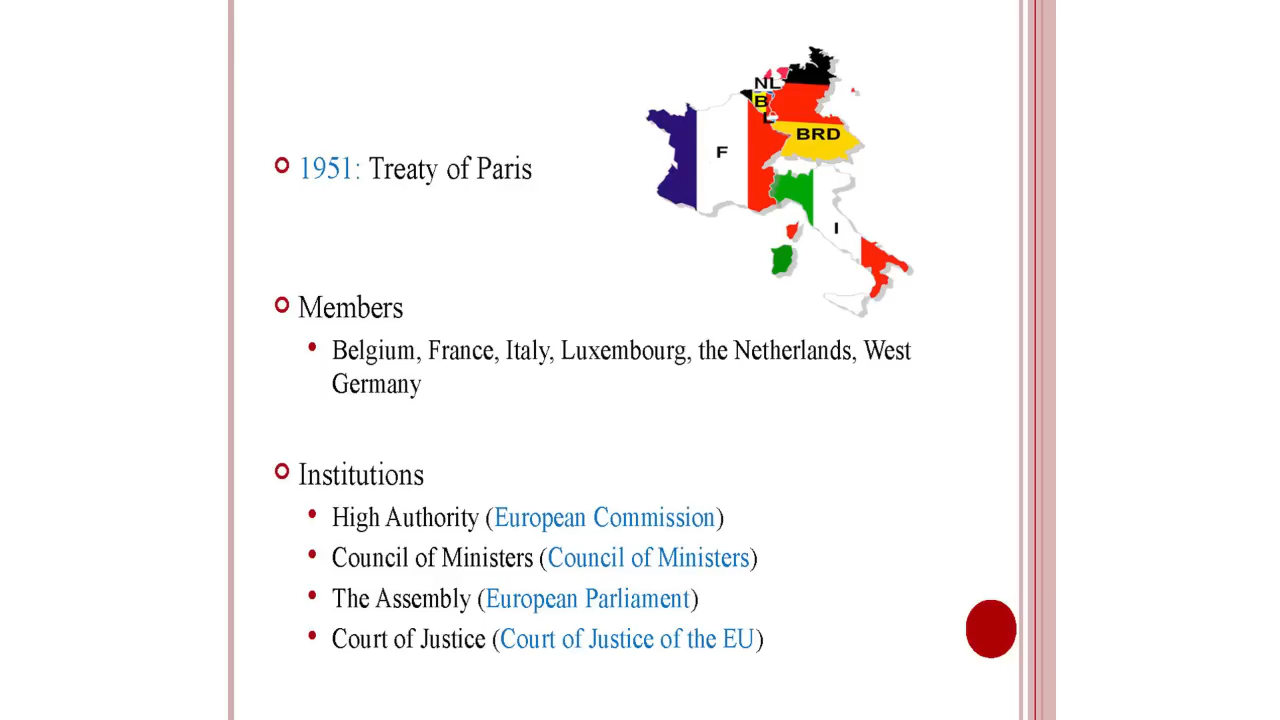 NL
B
L
BRD
F
I
1951: Treaty of Paris
Members
Belgium, France, Italy, Luxembourg, the Netherlands, West
Germany
Institutions
High Authority (European Commission)
Council of Ministers (Council of Ministers)
The Assembly (European Parliament)
Court of Justice (Court of Justice of the EU)